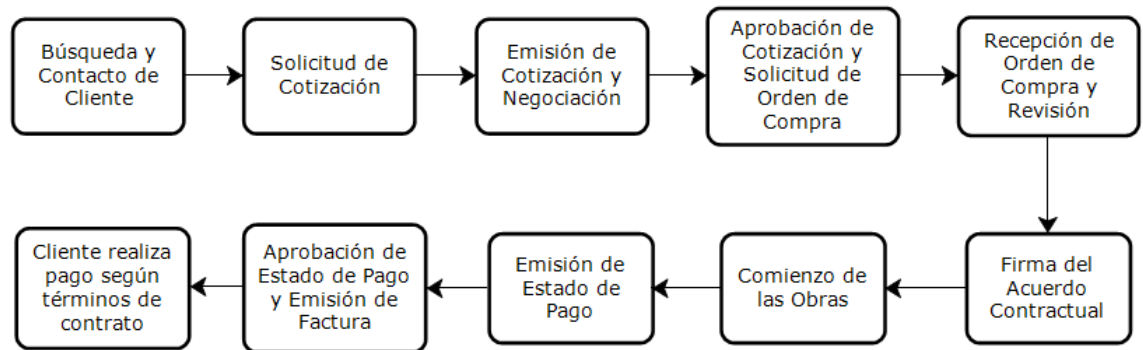 Búsqueda y
Contacto de
Cliente
Solicitud de
Cotización
Emisión de
Cotización y
Negociación
Aprobación de
Cotización y
Solicitud de
Orden de
Compra
Recepción de
Orden de
Compra y
Revisión
Firma del
Acuerdo
Contractual
Comienzo de
las Obras
Emisión de
Estado de
Pago
Aprobación de
Estado de Pago
y Emisión de
Factura
Cliente realiza
pago según
términos de
contrato